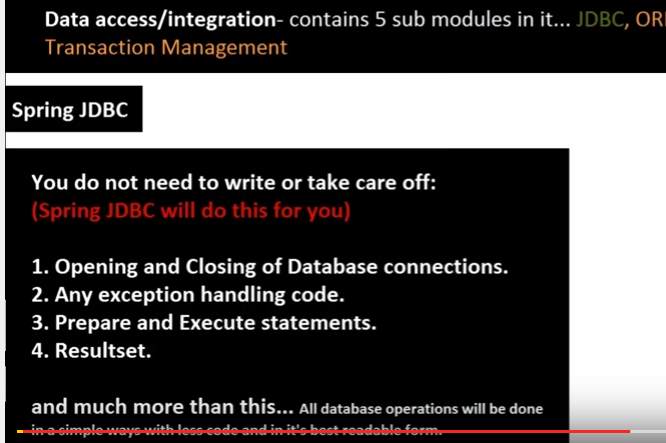 Data access/integration- contains 5 sub modules in it... JDBC,
Transaction Management
Spring JDBC
You do not need to write or take care off:
(Spring JDBC will do this for you)
1. Opening and Closing of Database connections.
2. Any exception handling code.
3. Prepare and Execute statements.
4. Resultset.
and much more than this... All database operations will be done
in a simple ways with less code and in it's best readable form.